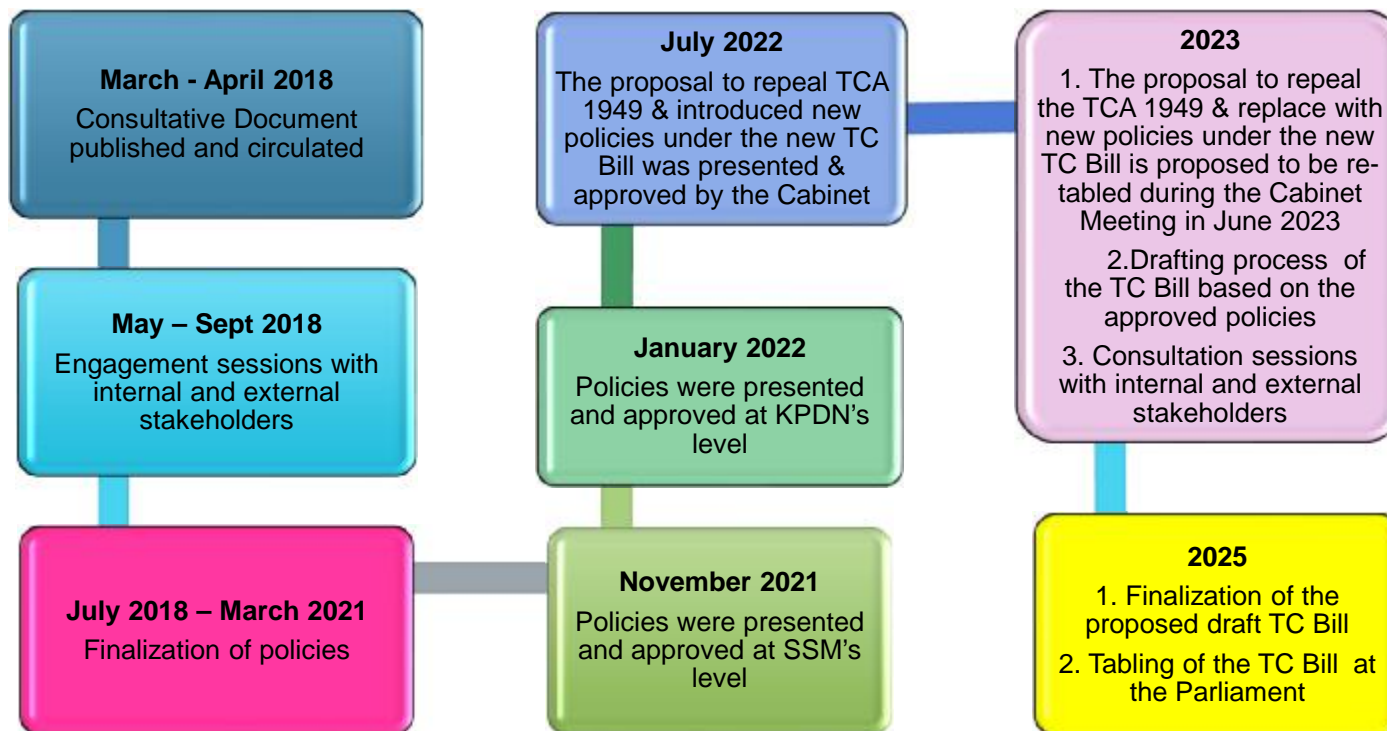 March - April 2018
Consultative Document
published and circulated
May – Sept 2018
Engagement sessions with
internal and external
stakeholders
July 2018 – March 2021
Finalization of policies
November 2021
Policies were presented
and approved at SSM’s
level
January 2022
Policies were presented
and approved at KPDN’s
level
July 2022
The proposal to repeal TCA
1949 & introduced new
policies under the new TC
Bill was presented &
approved by the Cabinet
2023
1. The proposal to repeal
the TCA 1949 & replace with
new policies under the new
TC Bill is proposed to be re-
tabled during the Cabinet
Meeting in June 2023
2.Drafting process of
the TC Bill based on the
approved policies
3. Consultation sessions
with internal and external
stakeholders
2025
1. Finalization of the
proposed draft TC Bill
2. Tabling of the TC Bill at
the Parliament